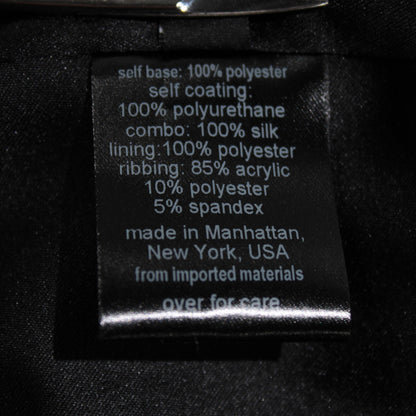 self base: 100% polyester
self coating:
100% polyurethane
combo: 100% silk
lining:100% polyester
ribbing: 85% acrylic
10% polyester
5% spandex
made in Manhattan,
New York, USA
from imported materials
over for care